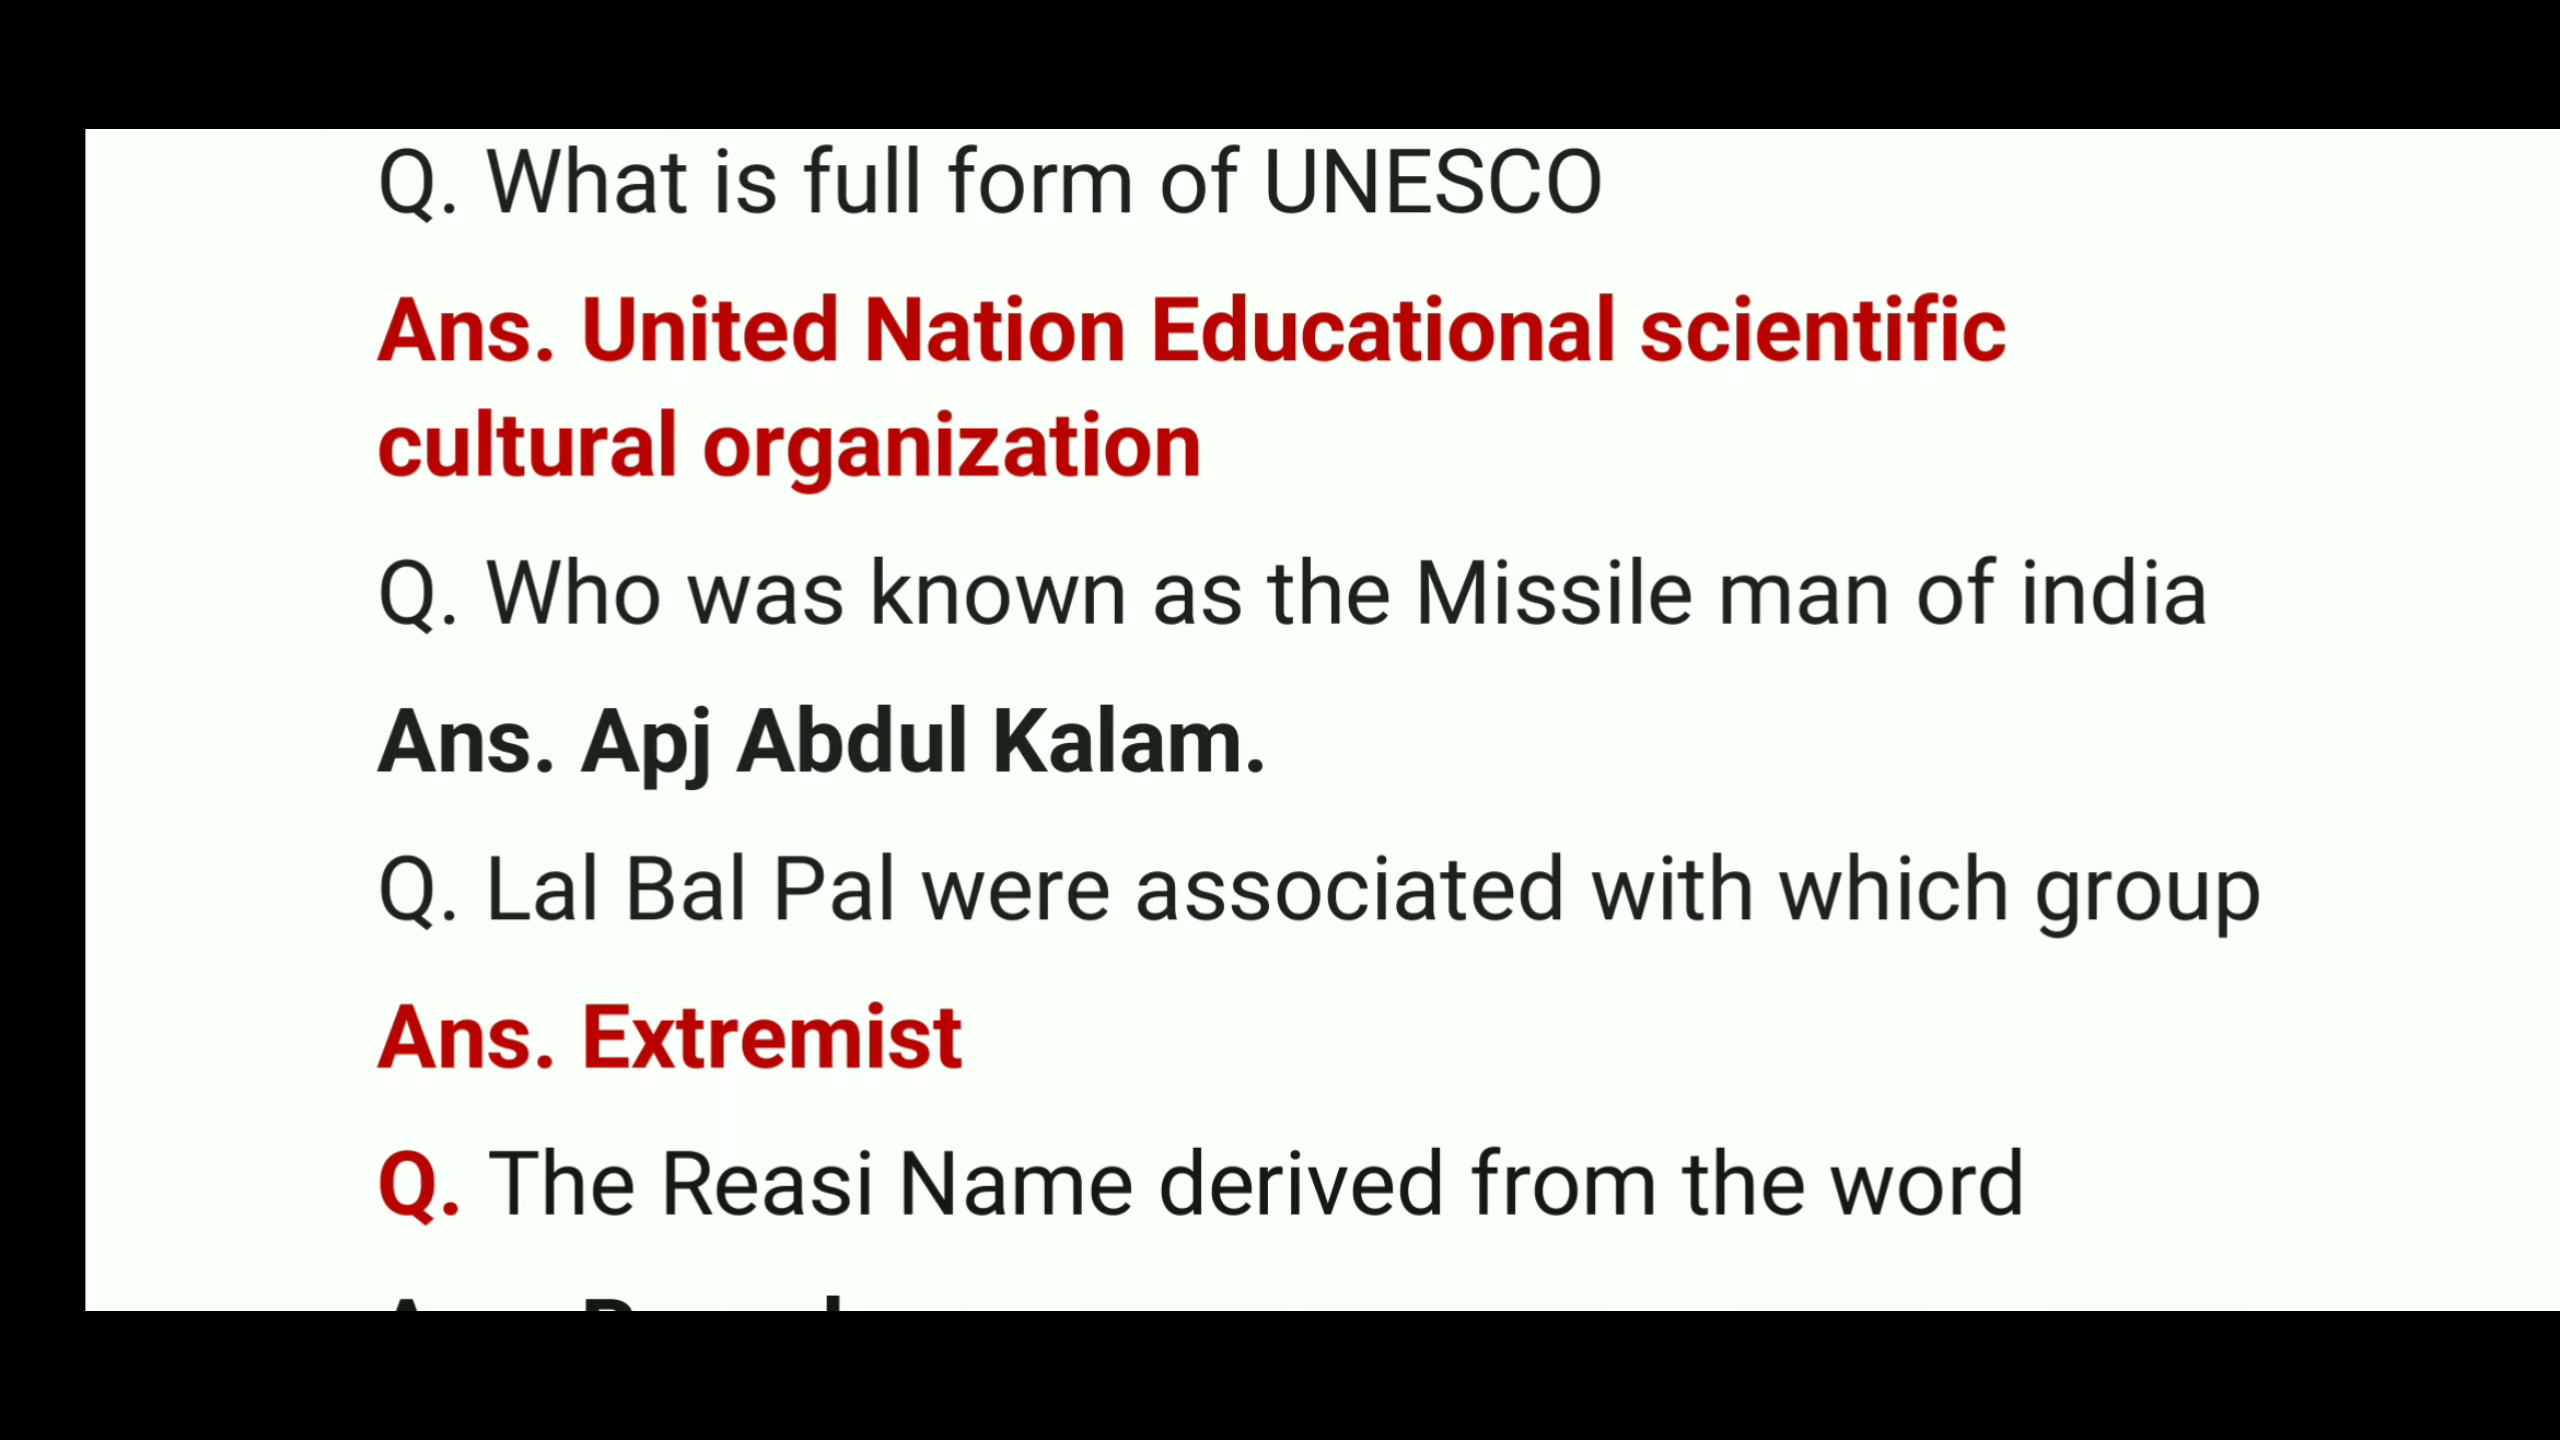 Q. What is full form of UNESCO
Ans. United Nation Educational scientific
cultural organization
Q. Who was known as the Missile man of india
Ans. Apj Abdul Kalam.
Q. Lal Bal Pal were associated with which group
Ans. Extremist
Q. The Reasi Name derived from the word